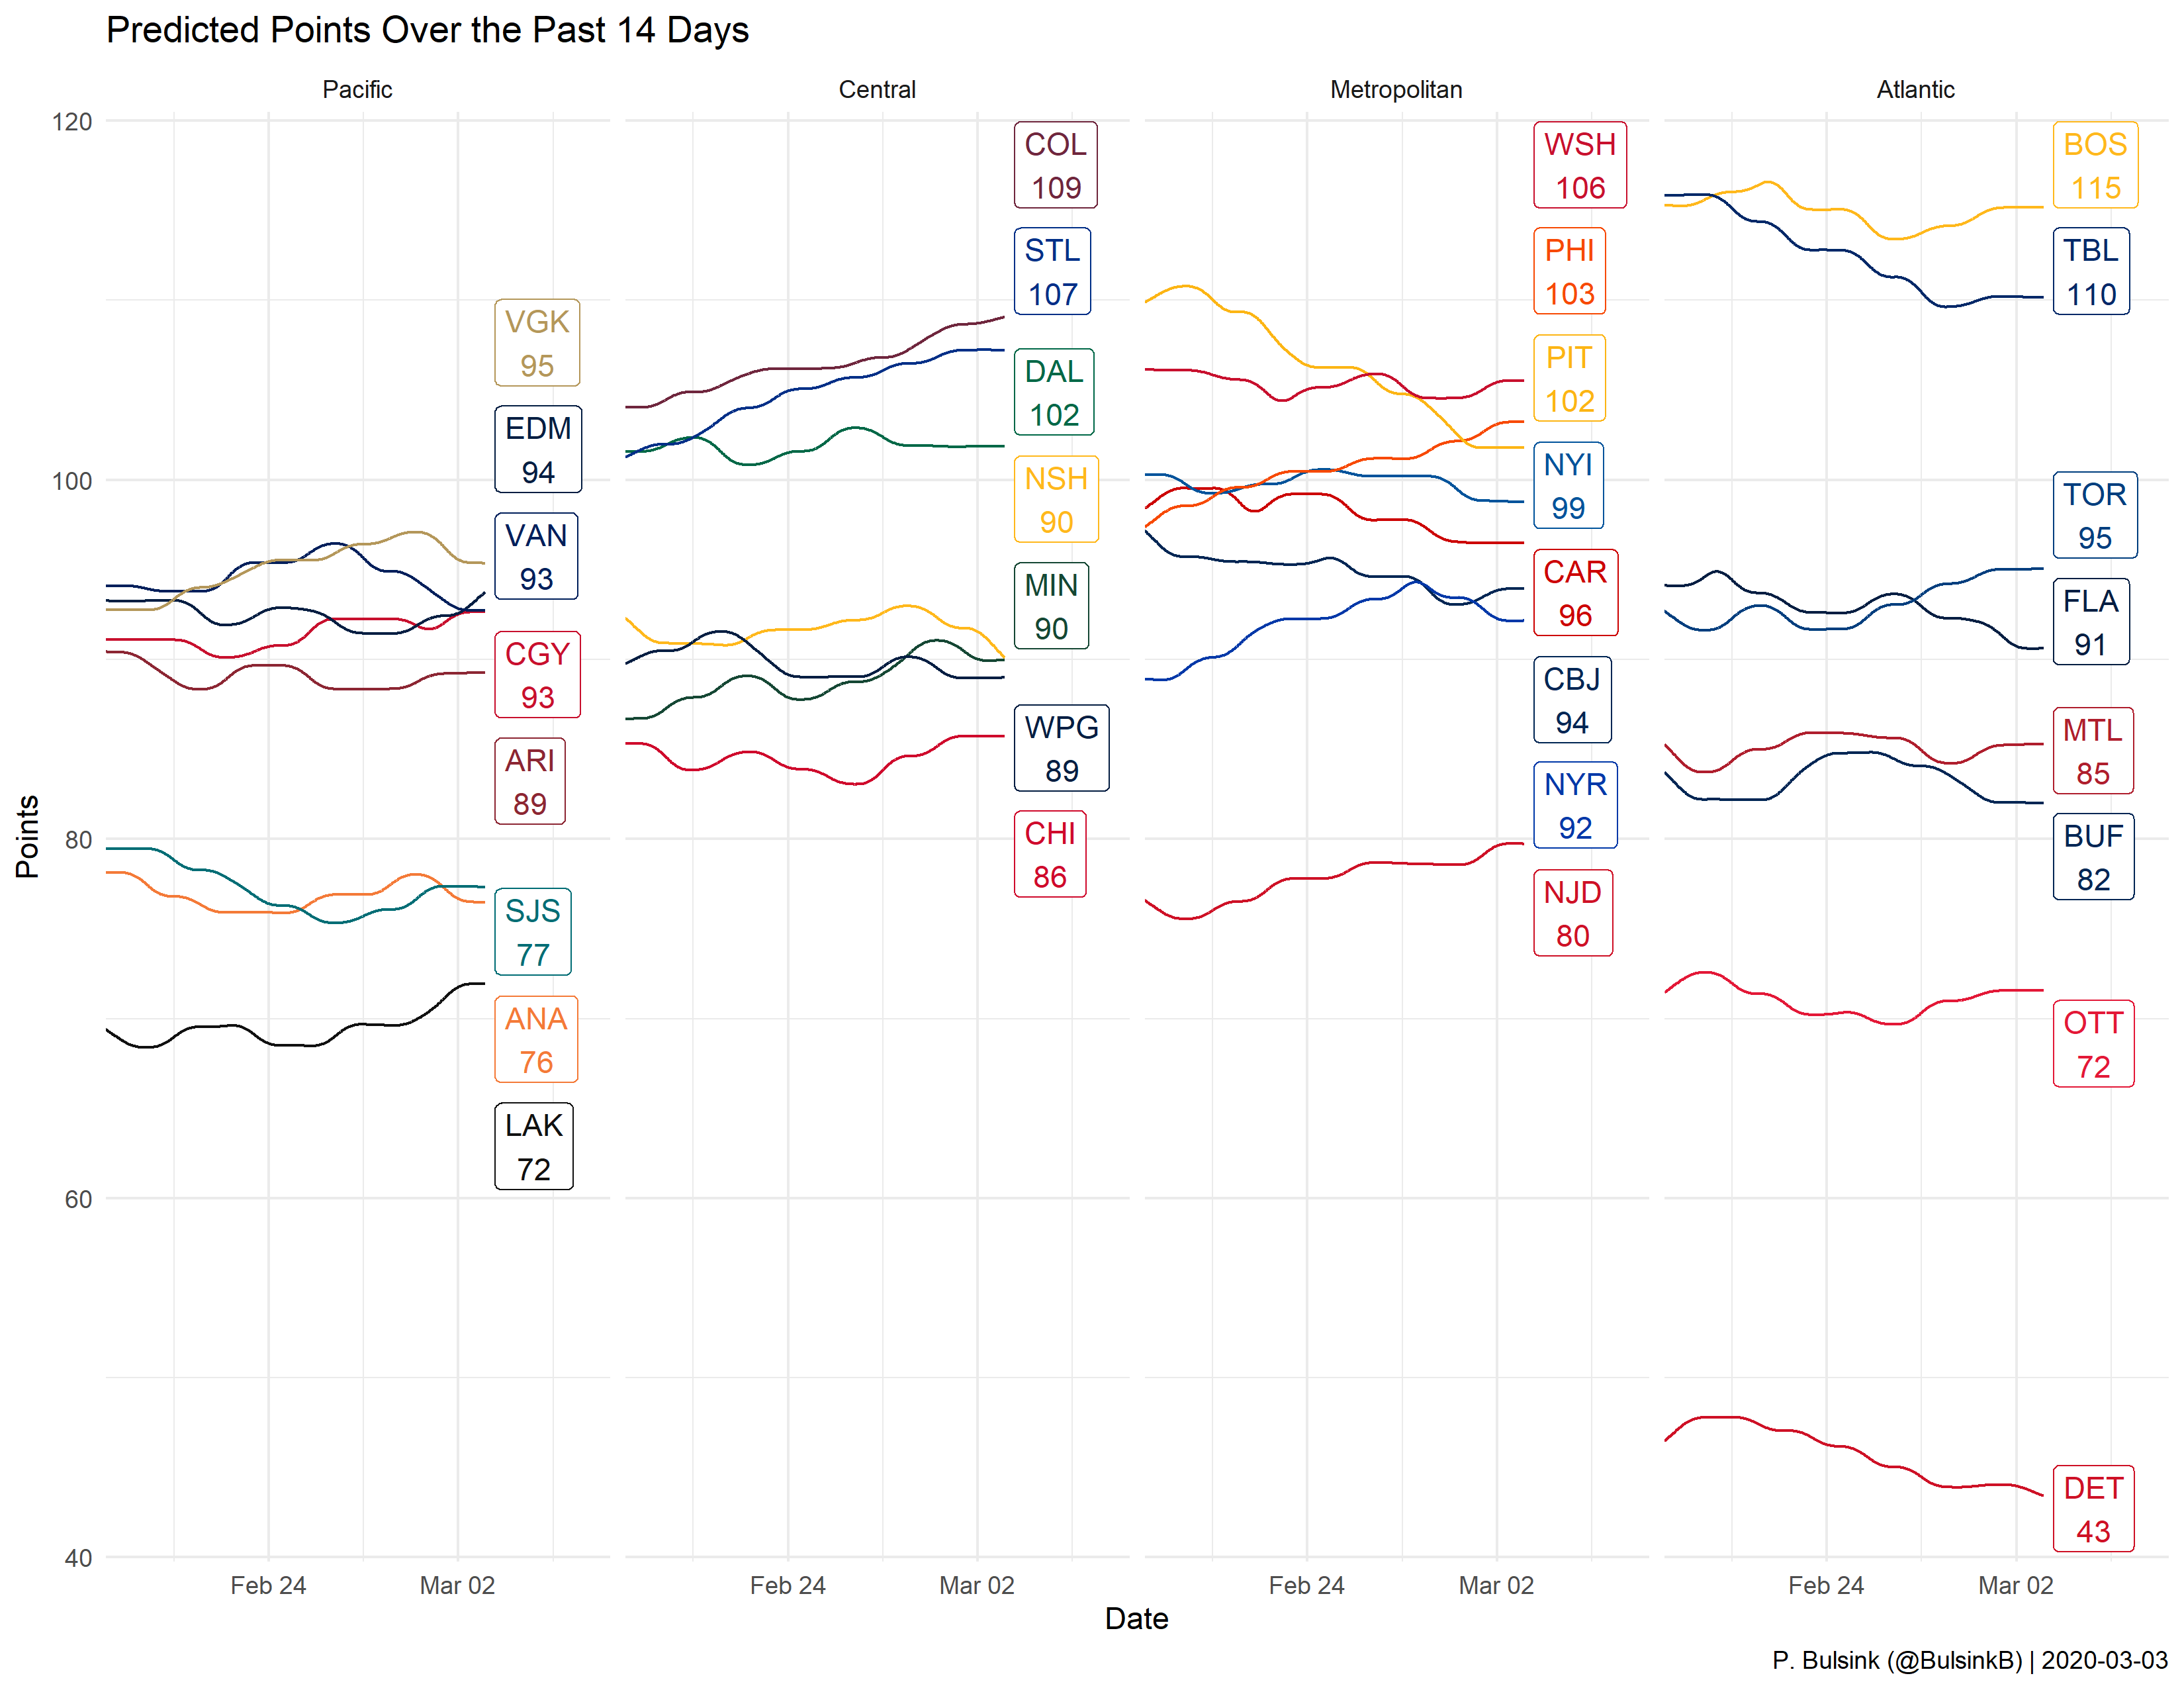 Predicted Points Over the Past 14 Days
Pacific
Central
Metropolitan
Atlantic
Points
120
100
80
60
40
VGK
95
EDM
94
VAN
93
CGY
93
ARI
89
SJS
77
ANA
76
LAK
72
COL
109
STL
107
DAL
102
NSH
90
MIN
90
WPG
89
CHI
86
WSH
106
PHI
103
PIT
102
NYI
99
CAR
96
CBJ
94
NYR
92
NJD
80
BOS
115
TBL
110
TOR
95
FLA
91
MTL
85
BUF
82
OTT
72
DET
43
Feb 24
Mar 02
Feb 24
Mar 02
Feb 24
Mar 02
Feb 24
Mar 02
Date
P. Bulsink (@BulsinkB) | 2020-03-03